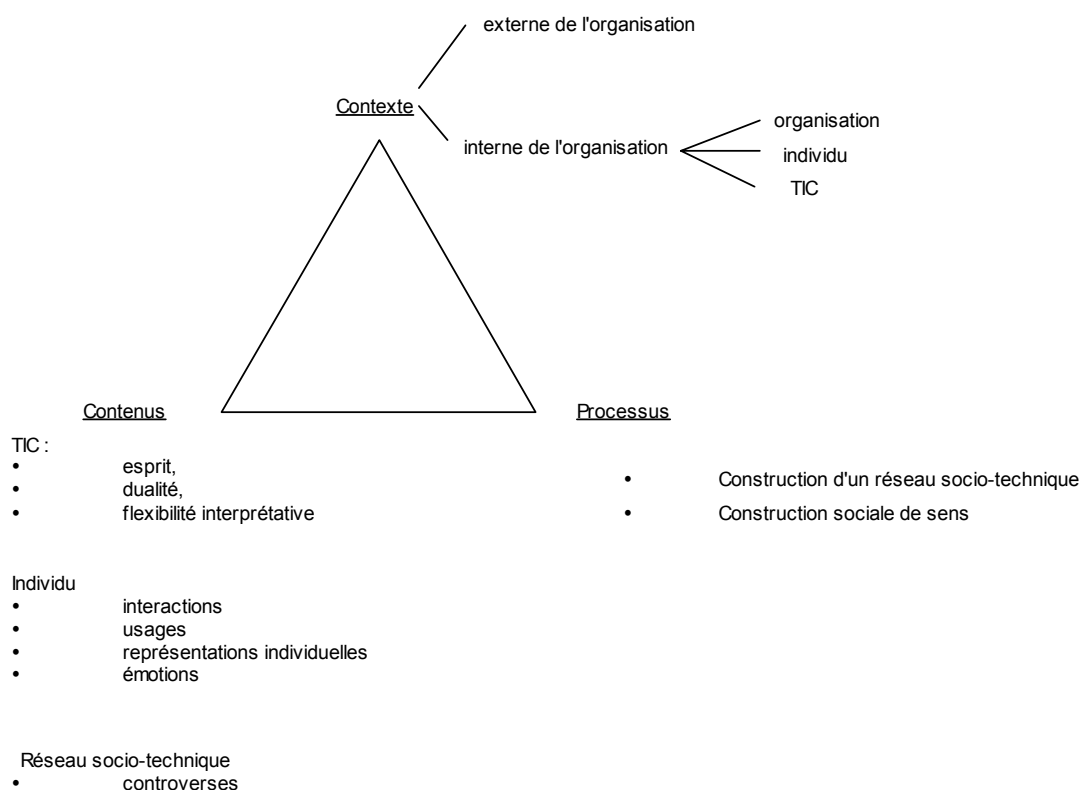 externe de l'organisation
Contexte
interne de l'organisation
organisation
individu
TIC
Contenus
Processus
TIC :
• esprit,
• dualité,
• flexibilité interprétative
• Construction d'un réseau socio-technique
• Construction sociale de sens
Individu
• interactions
• usages
• représentations individuelles
• émotions
Réseau socio-technique
• controverses